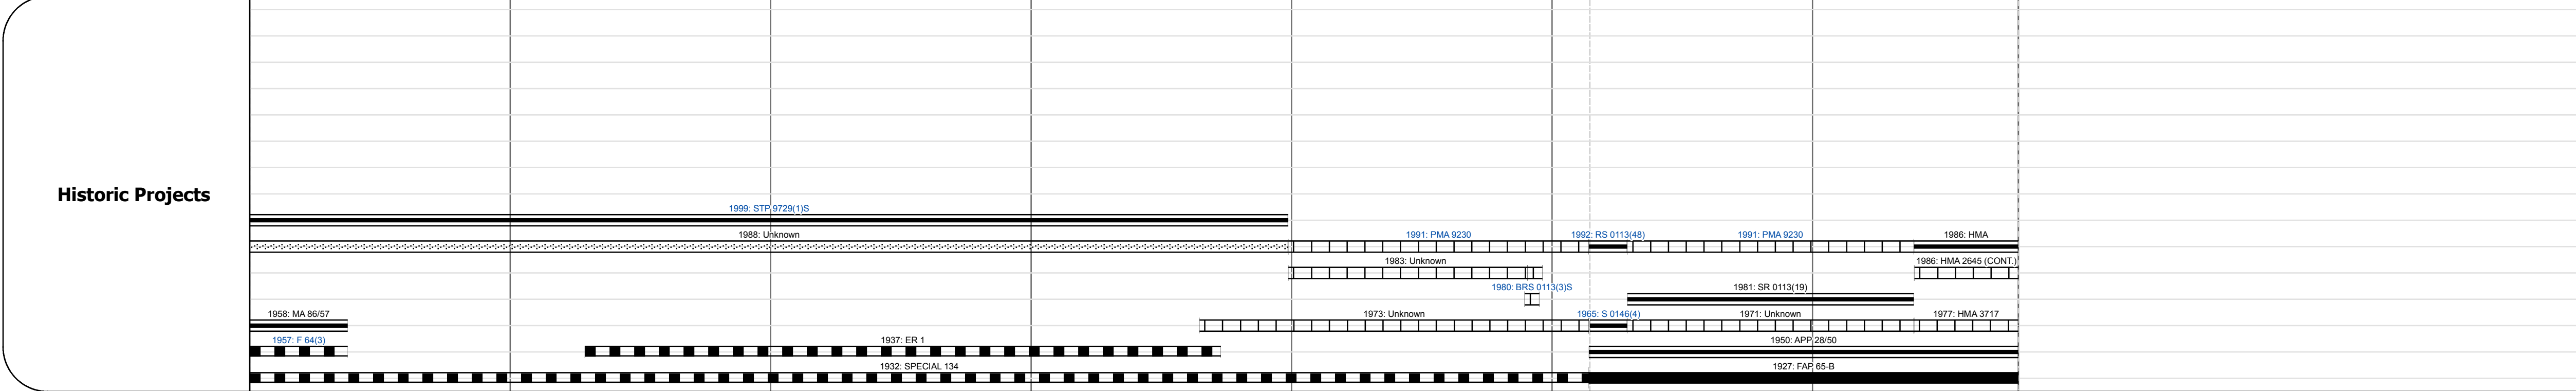 1999: STP 9729(1)S
1988: Unknown
1991: PMA 9230
1992: RS 0113(48)
1991: PMA 9230
1986: HMA
1983: Unknown
1986: HMA 2645 (CONT.)
1980: BRS 0113(3)S
1981: SR 0113(19)
1958: MA 86/57
1973: Unknown
1965: S 0146(4)
1971: Unknown
1977: HMA 3717
1957: F 64(3)
1937: ER 1
1950: APP 28/50
1932: SPECIAL 134
1927: FAP 65-B
Historic Projects